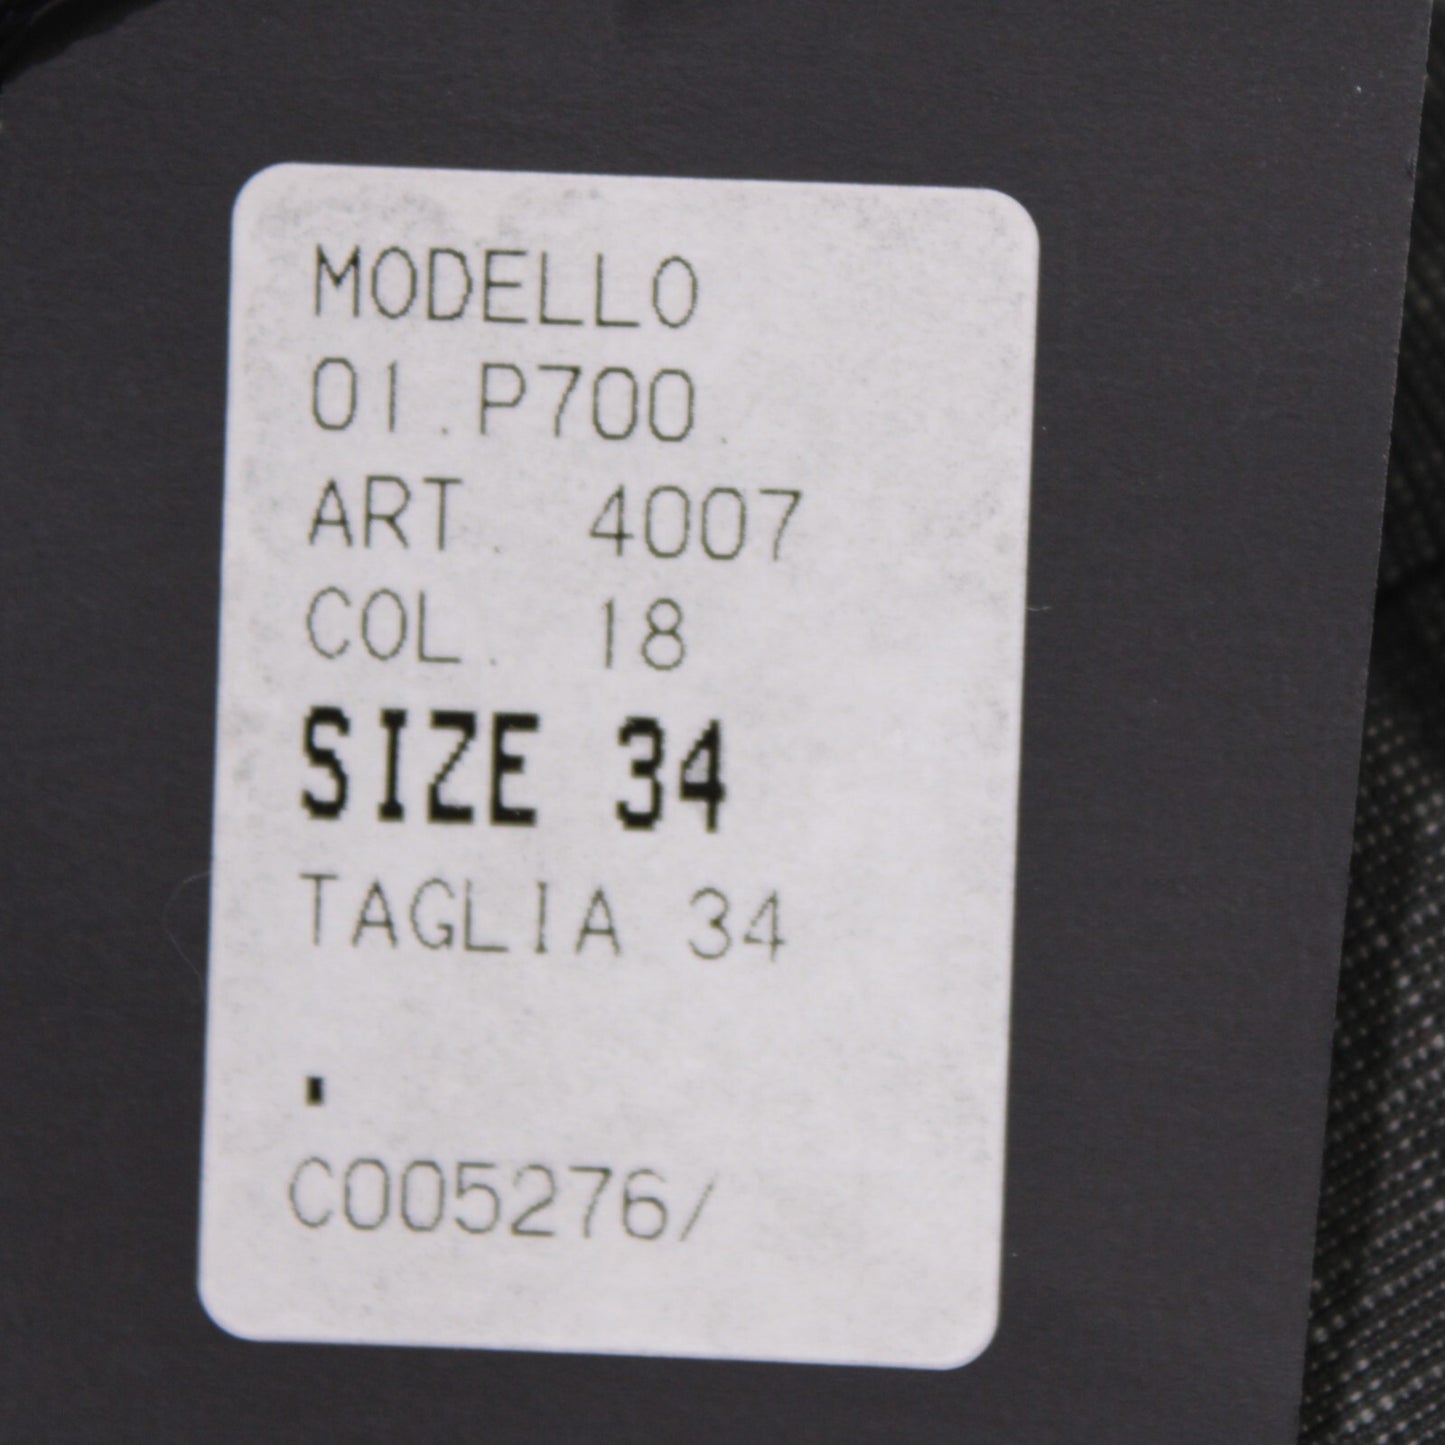 MODELLO
01.P700
ART. 4007
COL. 18
SIZE 34
TAGLIA 34
.
C005276/